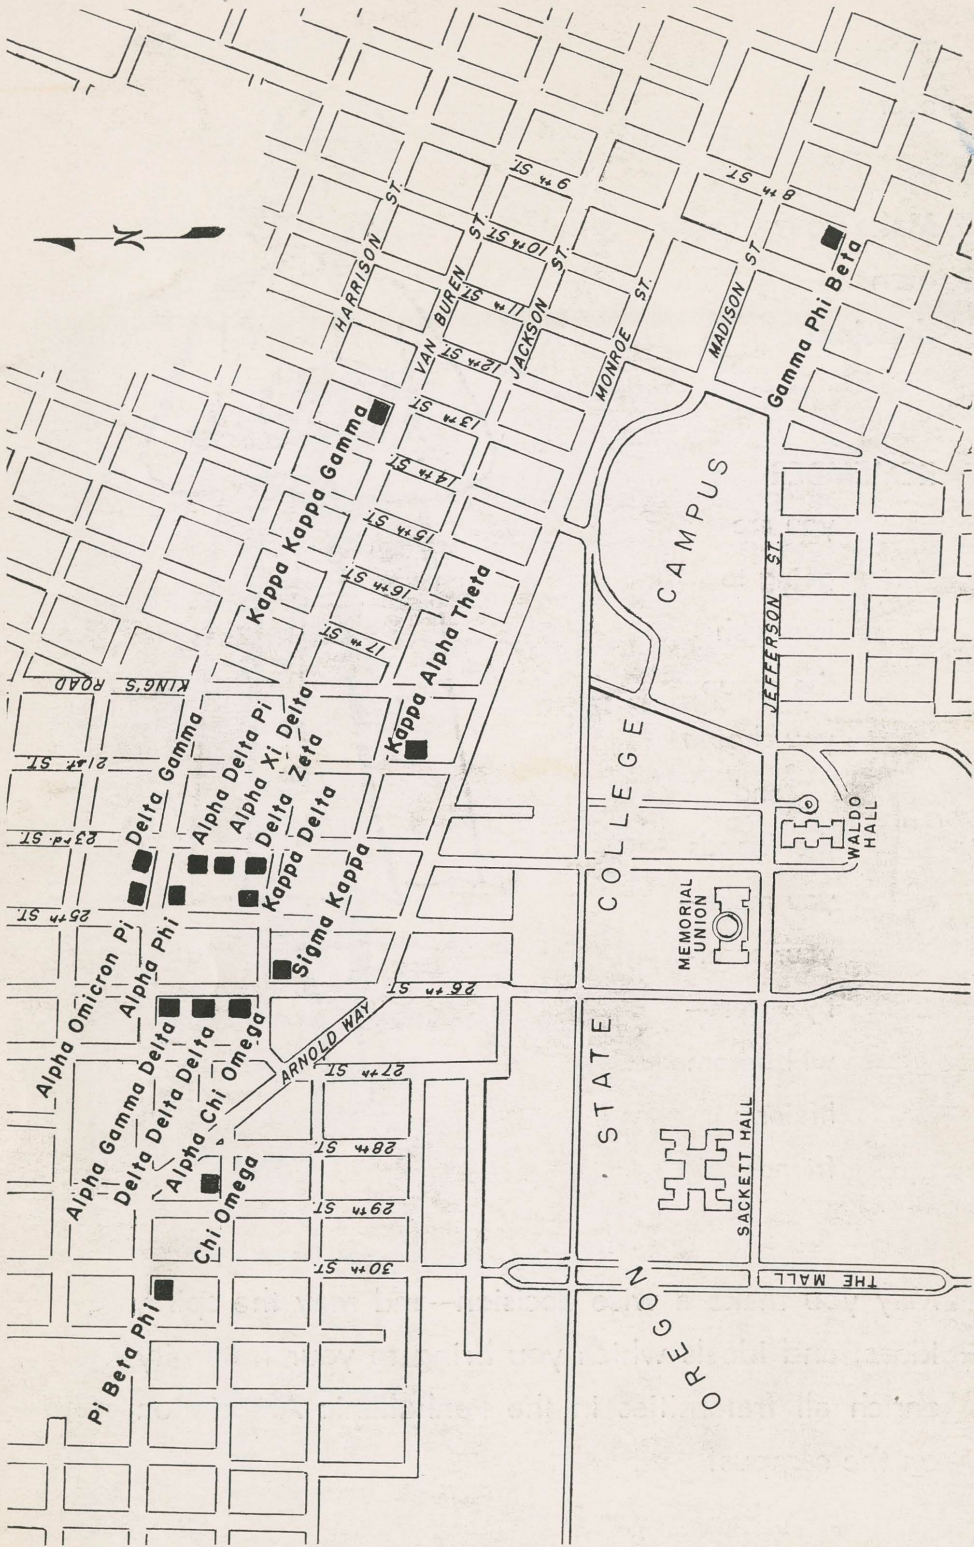 N
HARRISON ST.
VAN BUREN ST.
JACKSON ST.
MONROE ST.
MADISON ST
JEFFERSON ST.
8th ST.
9th ST.
10th ST.
11th ST.
12th ST.
13th ST.
14th ST.
15th ST.
16th ST.
17th ST.
KING'S ROAD
21st. ST.
23rd. ST.
25th ST.
26th ST.
ARNOLD WAY
27th ST.
28th ST.
29th ST.
30th ST.
THE MALL
Gamma Phi Beta
Kappa Kappa Gamma
Kappa Alpha Theta
Delta Gamma
Alpha Delta Pi
Alpha Xi Delta
Delta Zeta
Kappa Delta
Sigma Kappa
Alpha Omicron Pi
Alpha Phi
Alpha Gamma Delta
Delta Delta Delta
Alpha Chi Omega
Chi Omega
Pi Beta Phi
OREGON
STATE
COLLEGE
CAMPUS
WALDO
HALL
MEMORIAL
UNION
SACKETT HALL